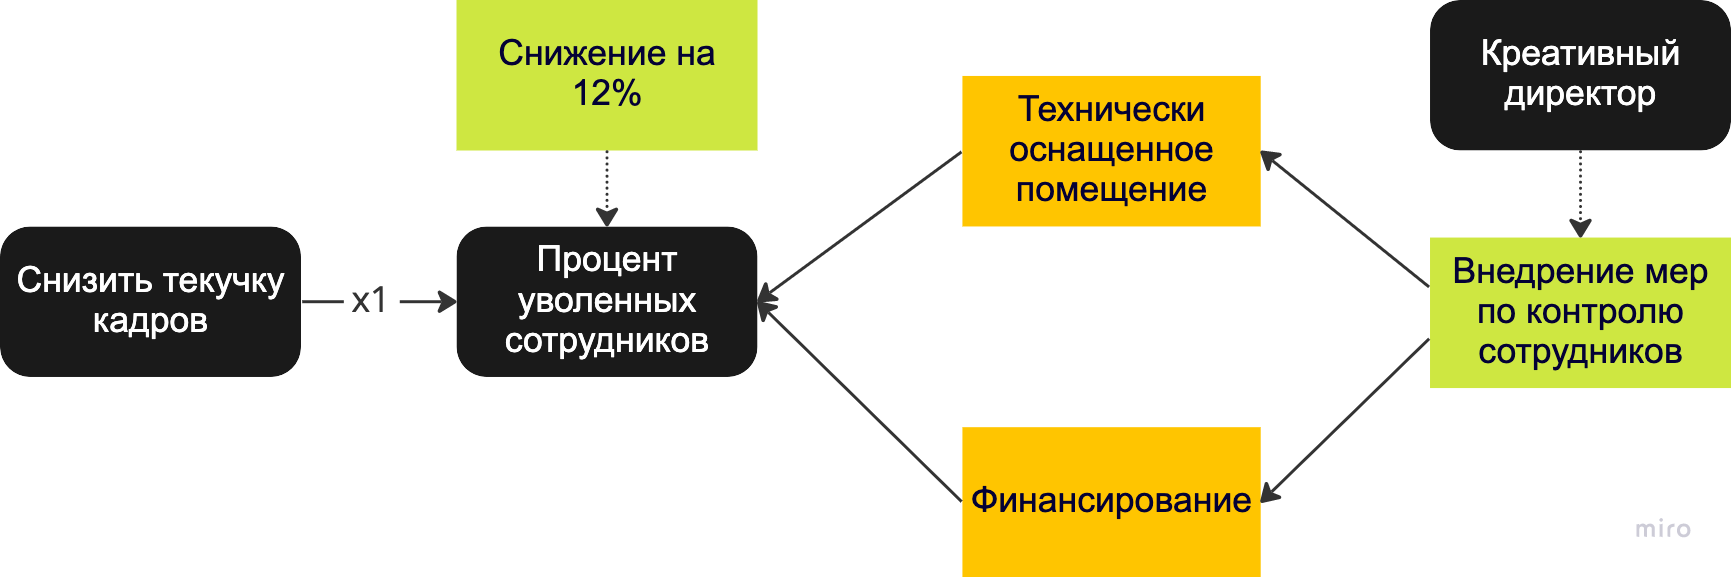 Снижение на
12%
Креативный
директор
Технически
оснащенное
помещение
Снизить текучку
кадров
x1
Процент
уволенных
сотрудников
Внедрение мер
по контролю
сотрудников
Финансирование
miro